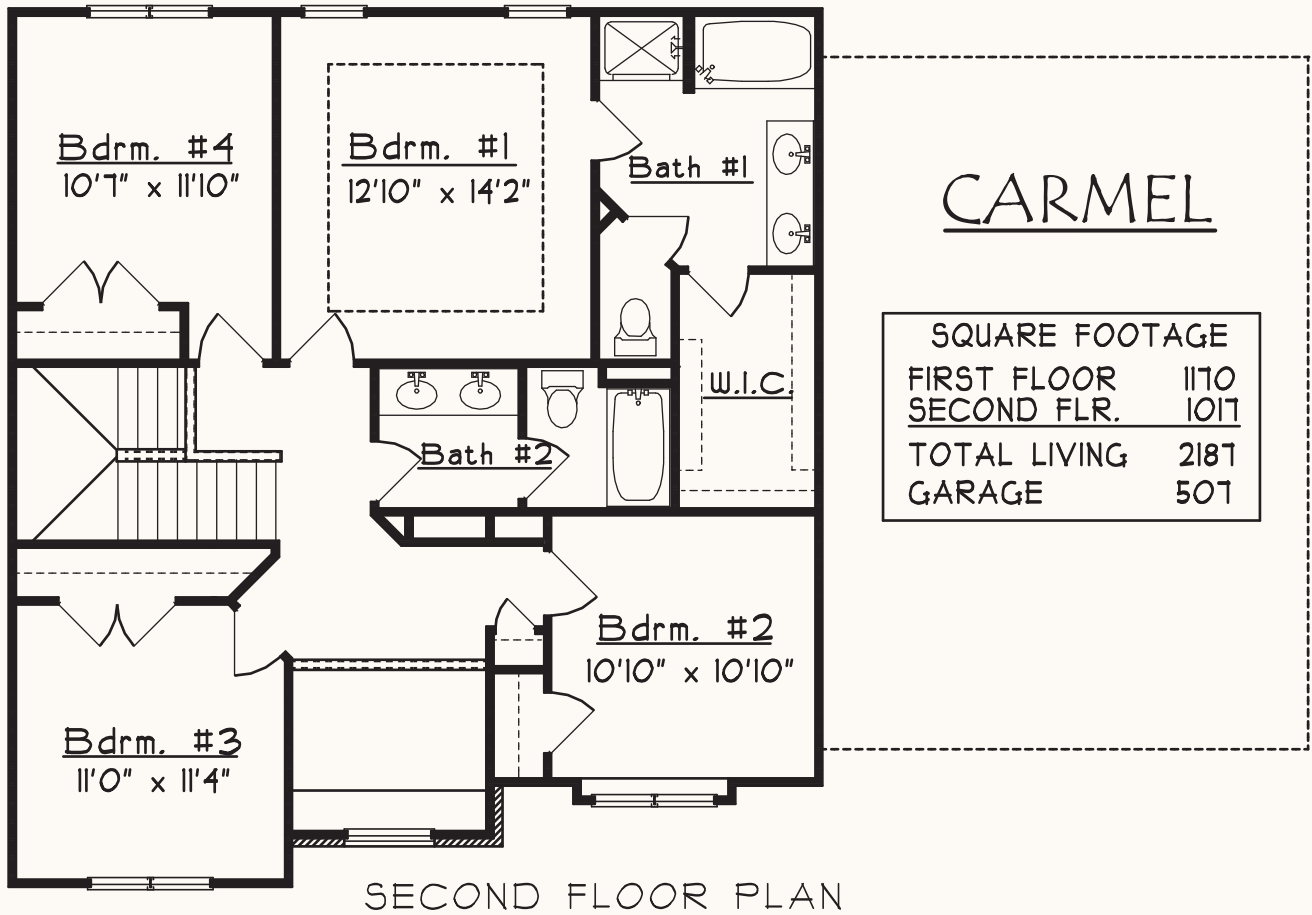 Bdrm. #4
10'7" x 11'10"
Bdrm. #1
12'10" x 14'2"
Bath #1
CARMEL
W.I.C.
SQUARE FOOTAGE
FIRST FLOOR 1170
SECOND FLR. 1017
TOTAL LIVING 2187
GARAGE 507
Bath #2
Bdrm. #2
10'10" x 10'10"
Bdrm. #3
11'0" x 11'4"
SECOND FLOOR PLAN